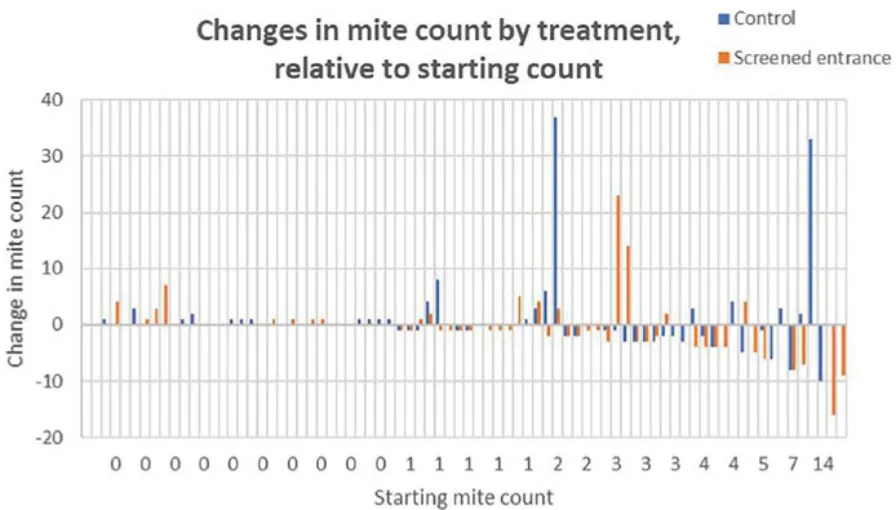 Changes in mite count by treatment,
relative to starting count
Control
Screened entrance
40
30
20
10
0
-10
-20
Change in mite count
0 0 0 0 0 0 0 0 0 0 1 1 1 1 1 2 2 3 3 3 4 4 5 7 14
Starting mite count